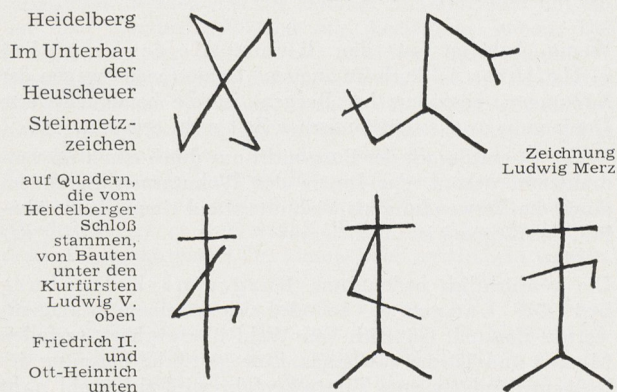 Heidelberg
Im Unterbau
der
Heuscheuer
Steinmetz-
zeichen
Zeichnung
Ludwig Merz
auf Quadern,
die vom
Heidelberger
Schloß
stammen,
von Bauten
unter den
Kurfürsten
Ludwig V.
oben
Friedrich II.
und
Ott-Heinrich
unten